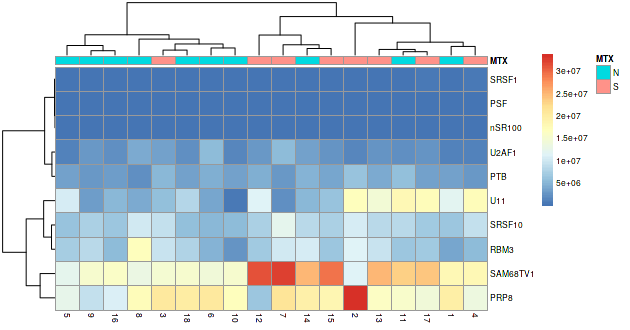 MTX
SRSF1
PSF
nSR100
U2AF1
PTB
U11
SRSF10
RBM3
SAM68TV1
PRP8
5 9 16 8 3 18 6 10 12 7 14 15 2 13 11 17 1 4
3e+07
2.5e+07
2e+07
1.5e+07
1e+07
5e+06
MTX
N
S